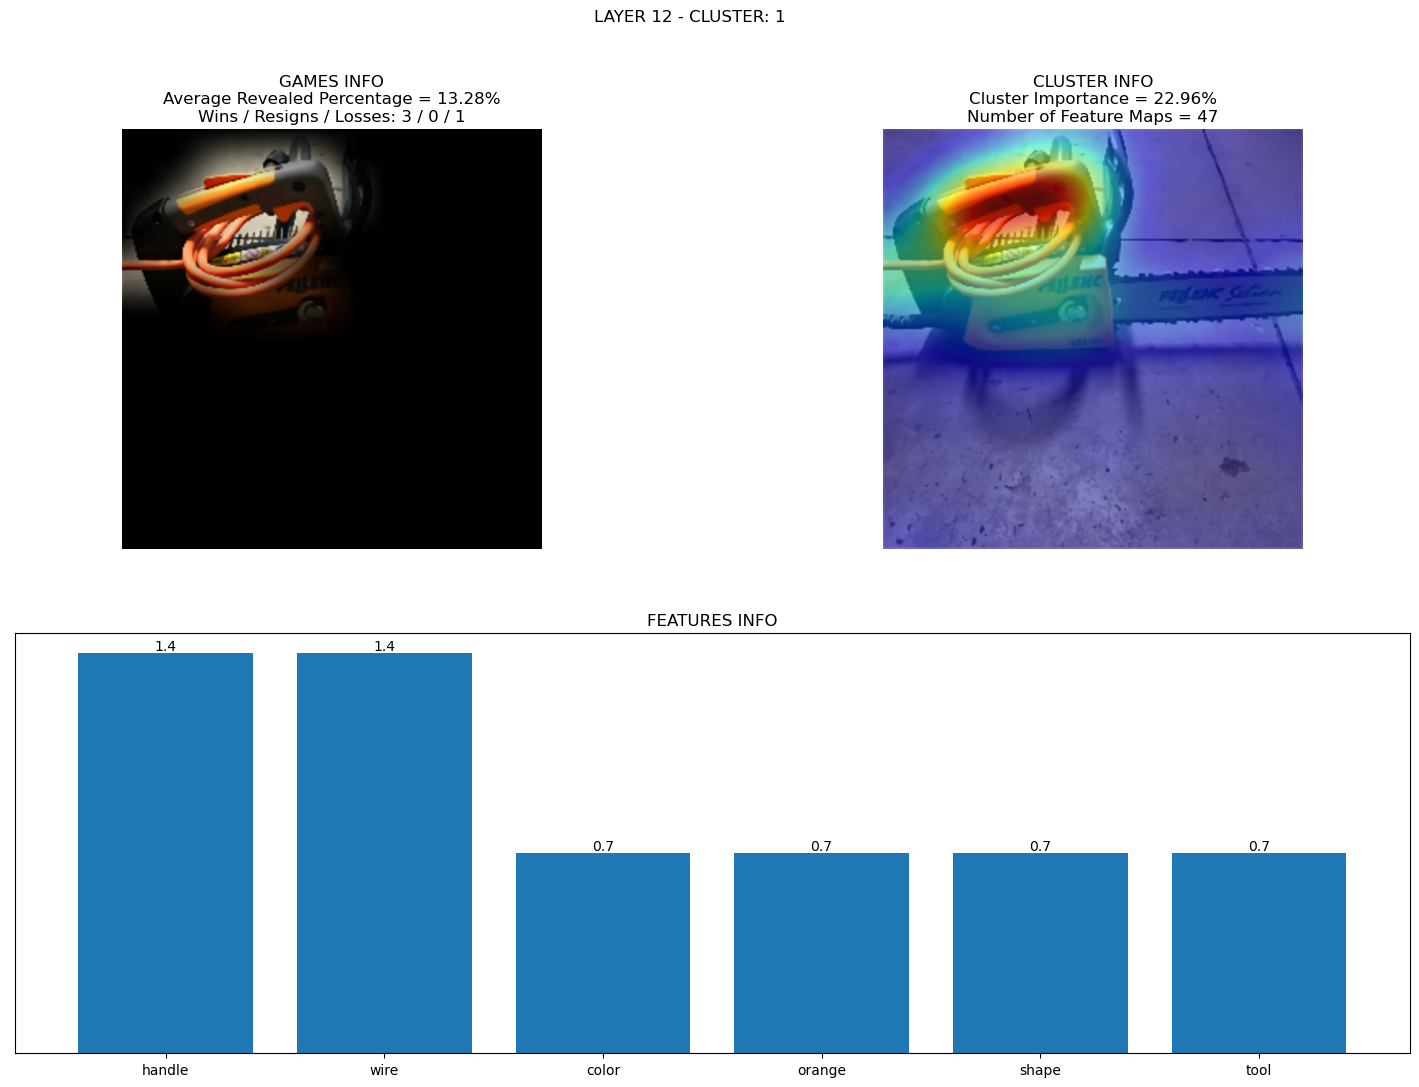 LAYER 12 - CLUSTER: 1
GAMES INFO
Average Revealed Percentage = 13.28%
Wins / Resigns / Losses: 3 / 0 / 1
CLUSTER INFO
Cluster Importance = 22.96%
Number of Feature Maps = 47
PELLENC
PELLENC
PELLENC Selion
FEATURES INFO
1.4
1.4
0.7
0.7
0.7
0.7
handle
wire
color
orange
shape
tool